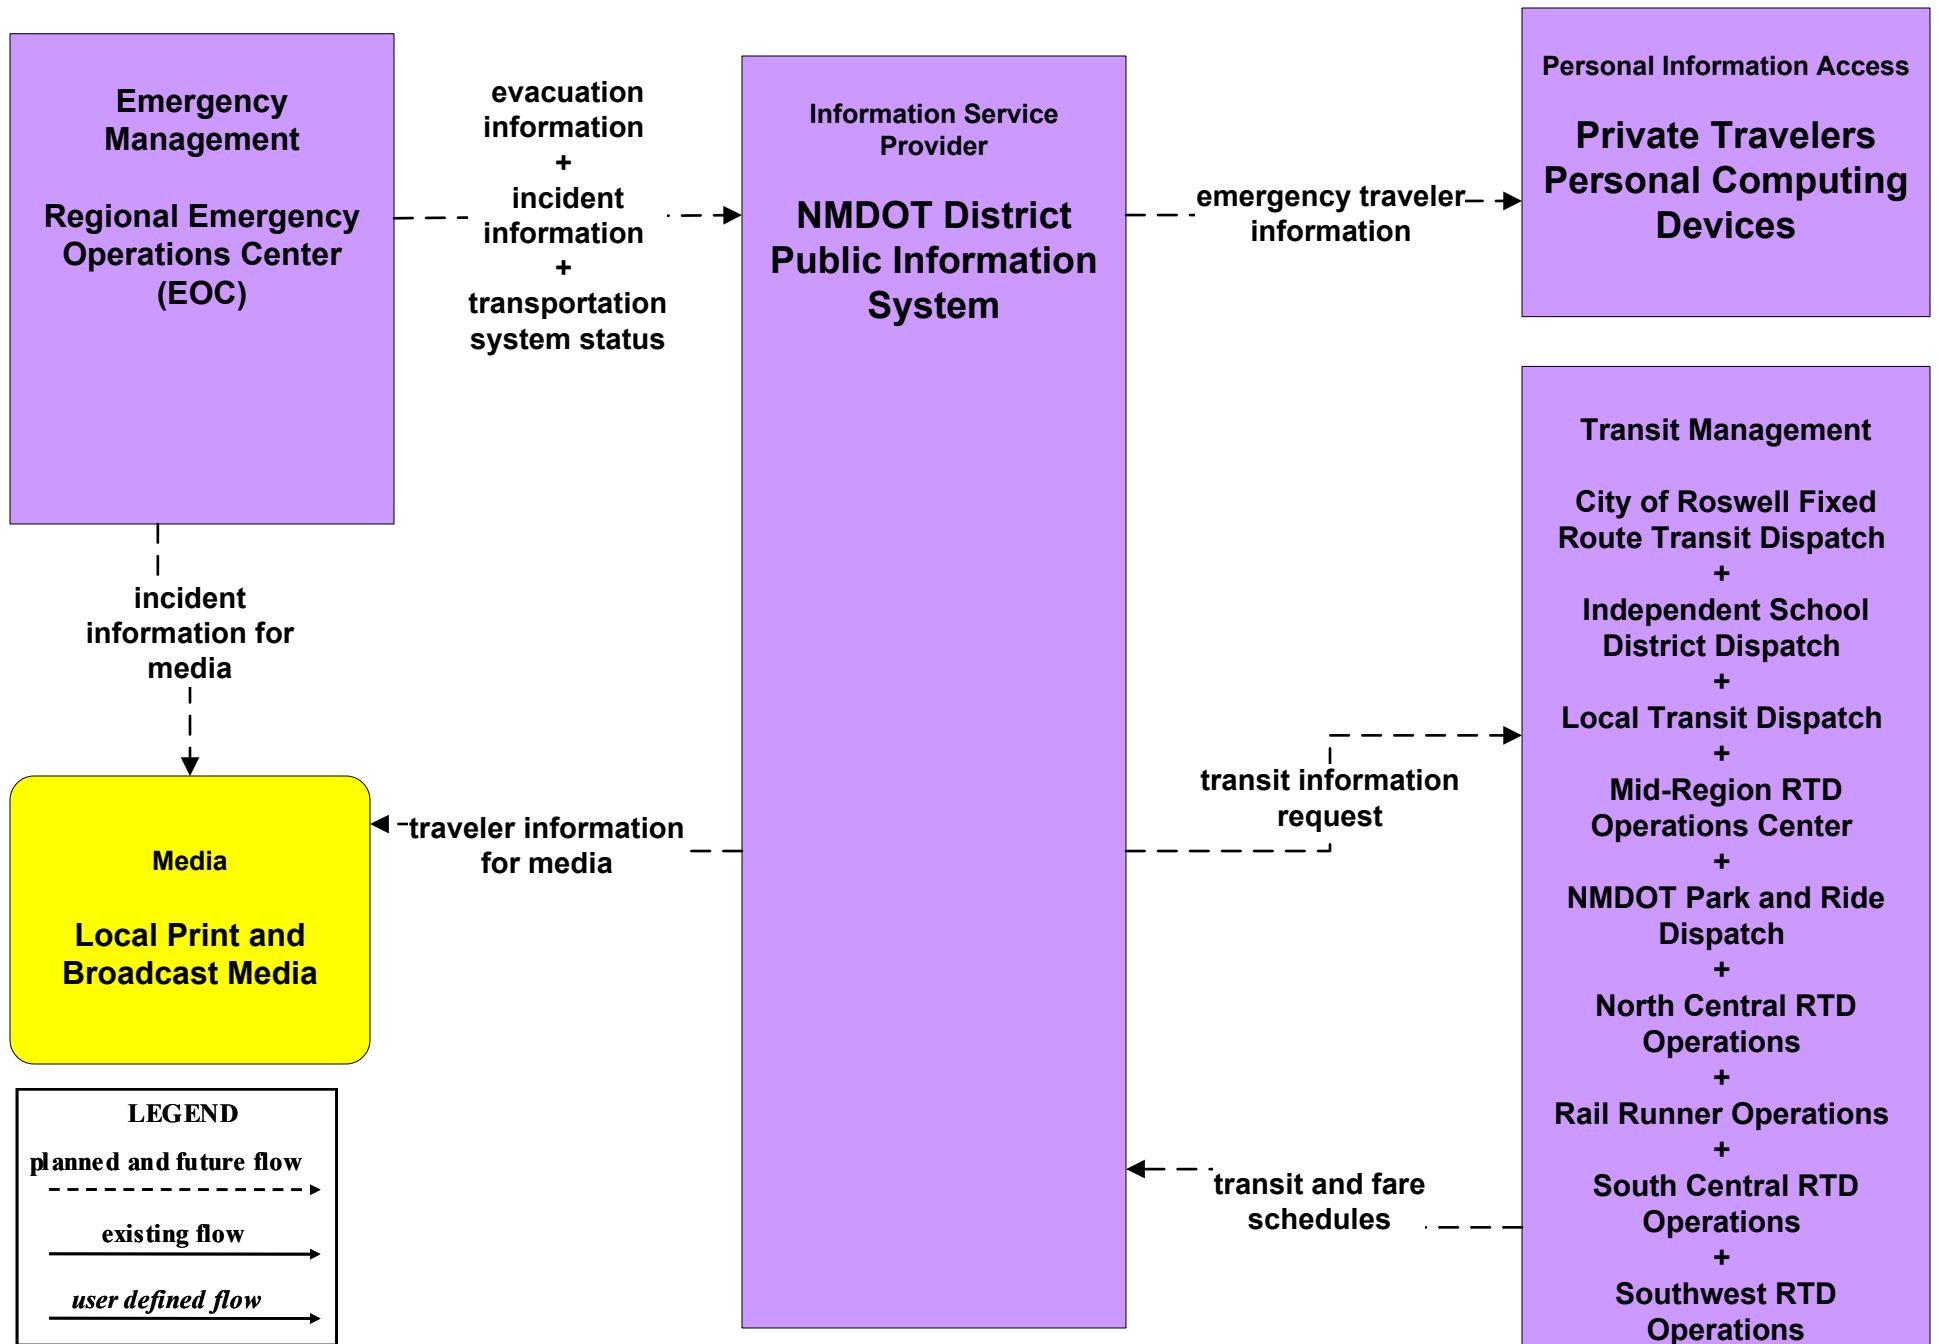 Emergency
Management
Regional Emergency
Operations Center
(EOC)
evacuation
information
+
incident
information
+
transportation
system status
Information Service
Provider
NMDOT District
Public Information
System
emergency traveler
information
Personal Information Access
Private Travelers
Personal Computing
Devices
incident
information for
media
Media
Local Print and
Broadcast Media
traveler information
for media
transit information
request
transit and fare
schedules
Transit Management
City of Roswell Fixed
Route Transit Dispatch
+
Independent School
District Dispatch
+
Local Transit Dispatch
+
Mid-Region RTD
Operations Center
+
NMDOT Park and Ride
Dispatch
+
North Central RTD
Operations
+
Rail Runner Operations
+
South Central RTD
Operations
+
Southwest RTD
Operations
LEGEND
planned and future flow
existing flow
user defined flow